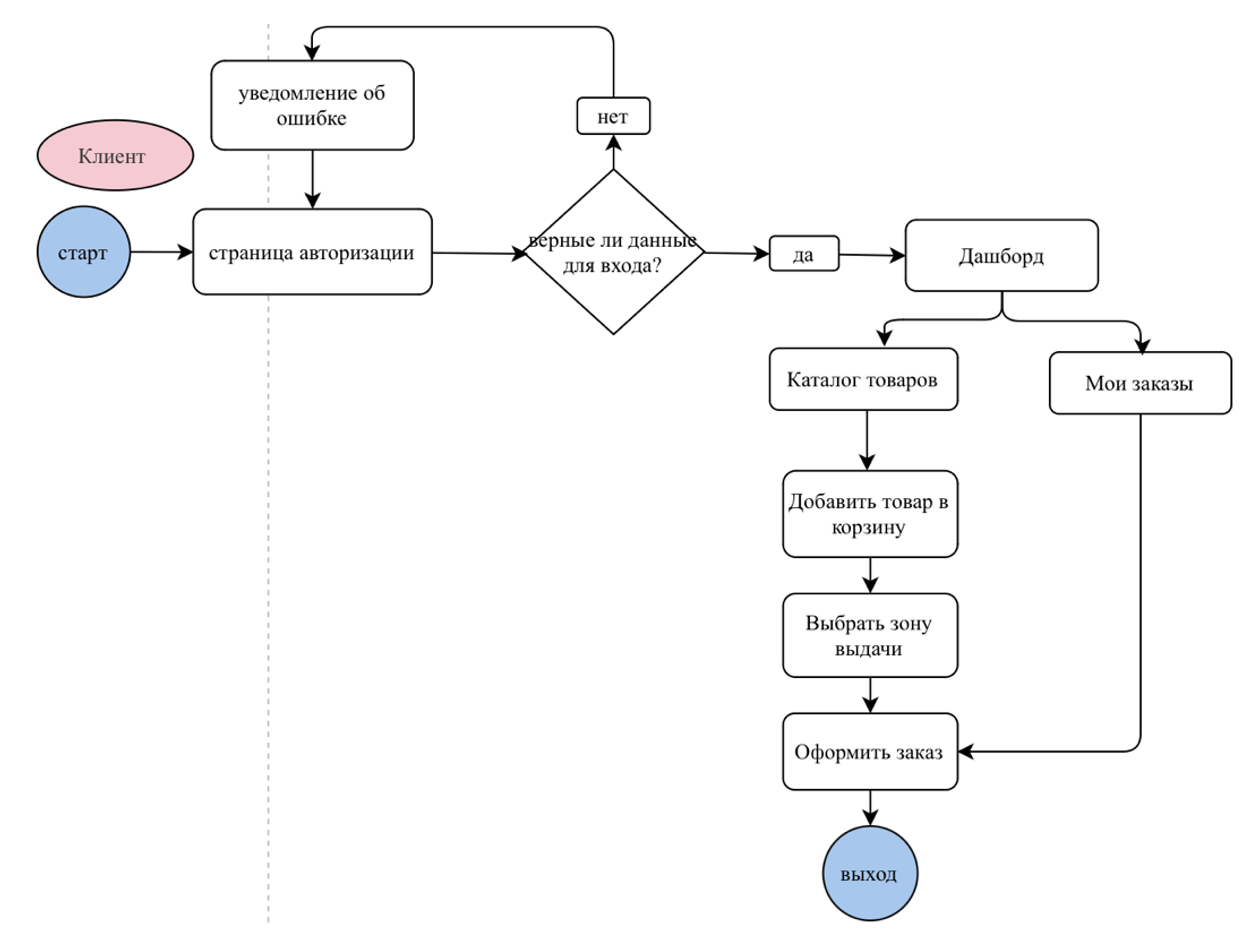 уведомление об
ошибке
нет
Клиент
старт
страница авторизации
верные ли данные
для входа?
да
Дашборд
Каталог товаров
Мои заказы
Добавить товар в
корзину
Выбрать зону
выдачи
Оформить заказ
выход